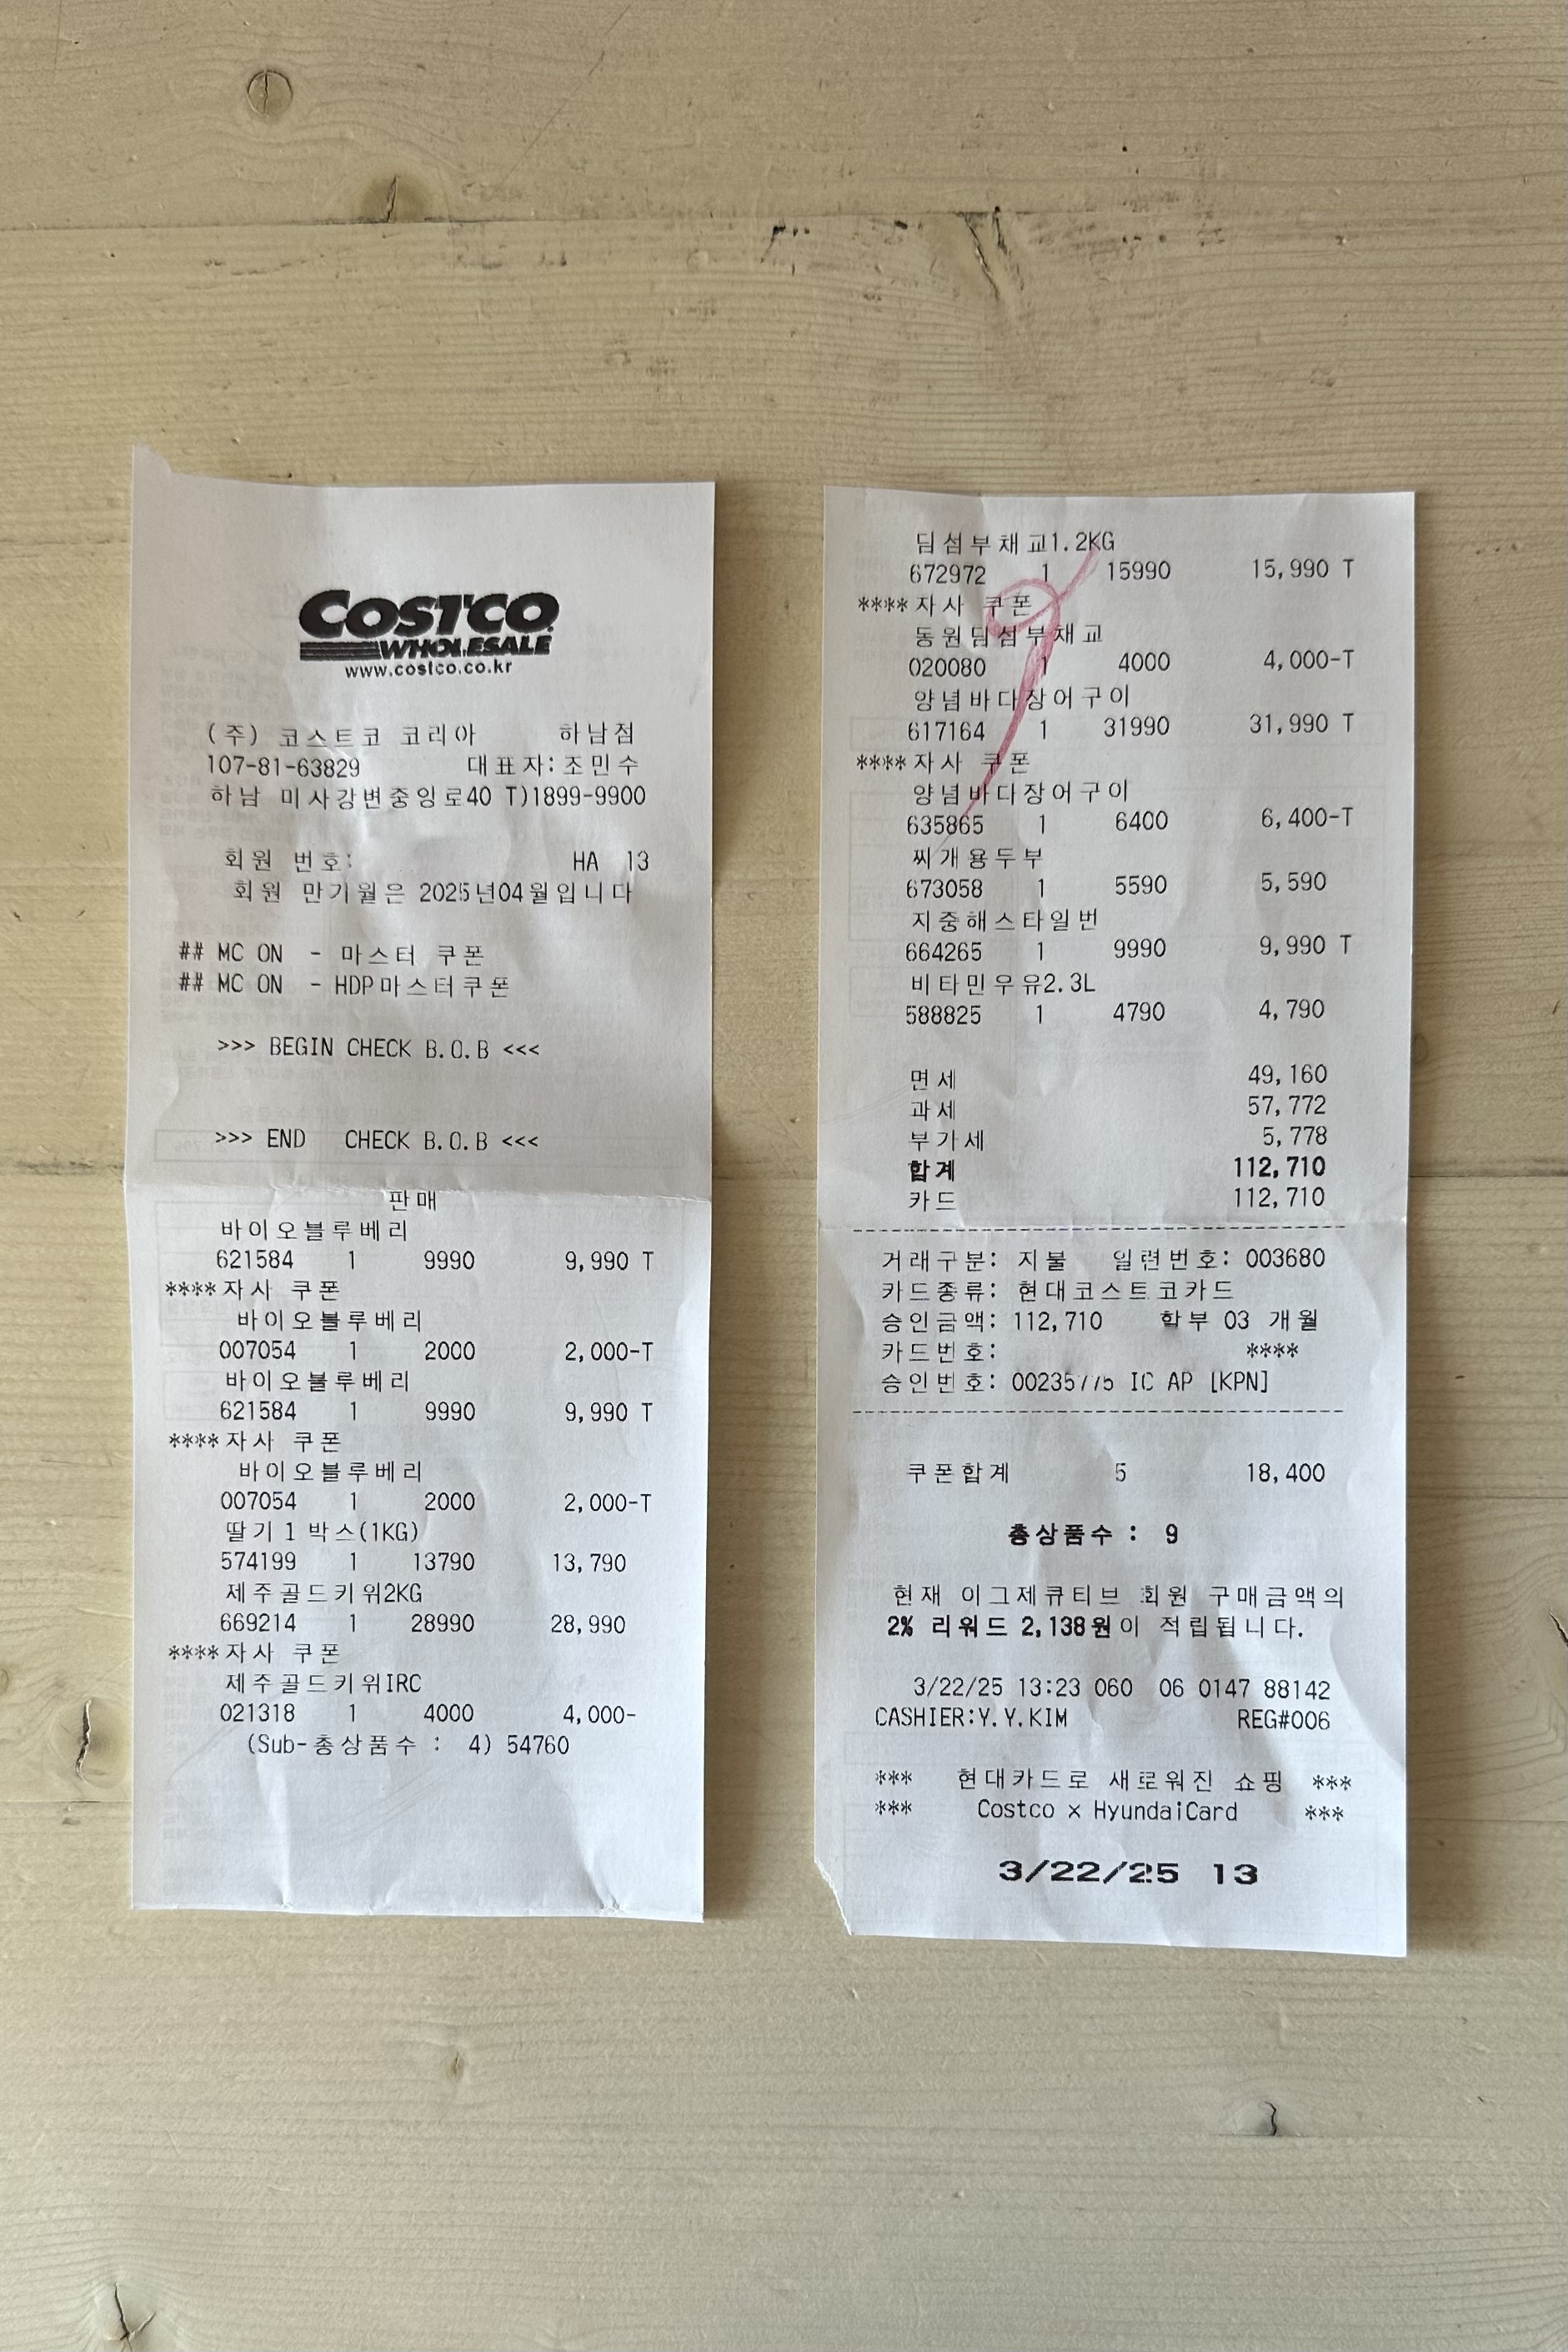 COSTCO
WHOLESALE
www.costco.co.kr
(주) 코스트코 코리아 하남점
107-81-63829 대표자:조민수
하남 미사강변중앙로40 T)1899-9900
회원 번호: HA 13
회원 만기월은 2025년04월입니다
## MC ON - 마스터 쿠폰
## MC ON - HDP마스터쿠폰
>>> BEGIN CHECK B.O.B <<<
>>> END CHECK B.O.B <<<
판매
바이오블루베리
621584 1 9990 9,990 T
****자사 쿠폰
바이오블루베리
007054 1 2000 2,000-T
바이오블루베리
621584 1 9990 9,990 T
****자사 쿠폰
바이오블루베리
007054 1 2000 2,000-T
딸기 1 박스(1KG)
574199 1 13790 13,790
제주골드키위2KG
669214 1 28990 28,990
****자사 쿠폰
제주골드키위IRC
021318 1 4000 4,000-
(Sub-총상품수 : 4) 54760
딤섬부채교1.2KG
672972 1 15990 15,990 T
****자사 쿠폰
동원딤섬부채교
020080 1 4000 4,000-T
양념바다장어구이
617164 1 31990 31,990 T
****자사 쿠폰
양념바다장어구이
635865 1 6400 6,400-T
찌개용두부
673058 1 5590 5,590
지중해스타일번
664265 1 9990 9,990 T
비타민우유2.3L
588825 1 4790 4,790
면세 49,160
과세 57,772
부가세 5,778
합계 112,710
카드 112,710
거래구분: 지불 일련번호: 003680
카드종류: 현대코스트코카드
승인금액: 112,710 할부 03 개월
카드번호: ****
승인번호: 00235775 IC AP [KPN]
쿠폰합계 5 18,400
총상품수 : 9
현재 이그제큐티브 회원 구매금액의
2% 리워드 2,138원이 적립됩니다.
3/22/25 13:23 060 06 0147 88142
CASHIER:Y.Y.KIM REG#006
*** 현대카드로 새로워진 쇼핑 ***
*** Costco × HyundaiCard ***
3/22/25 13